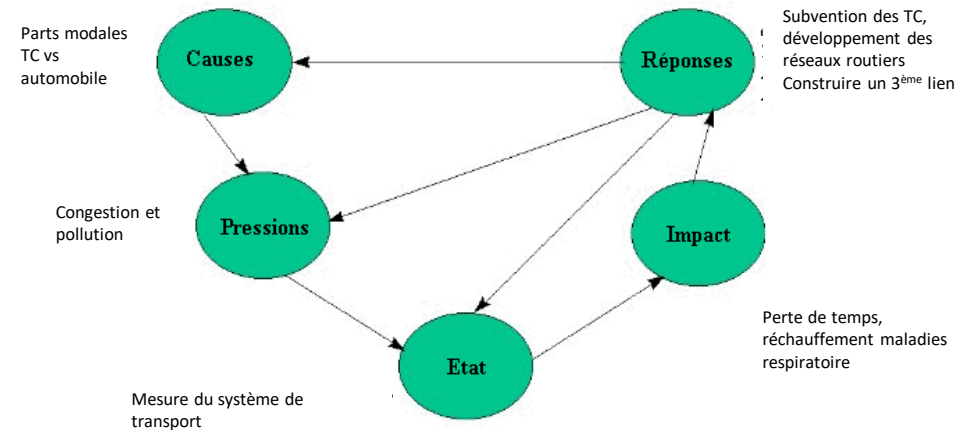 Parts modales
TC vs
automobile
Causes
Réponses
Subvention des TC,
développement des
réseaux routiers
Construire un 3ème lien
Congestion et
pollution
Pressions
Impact
Perte de temps,
réchauffement maladies
respiratoire
Etat
Mesure du système de
transport